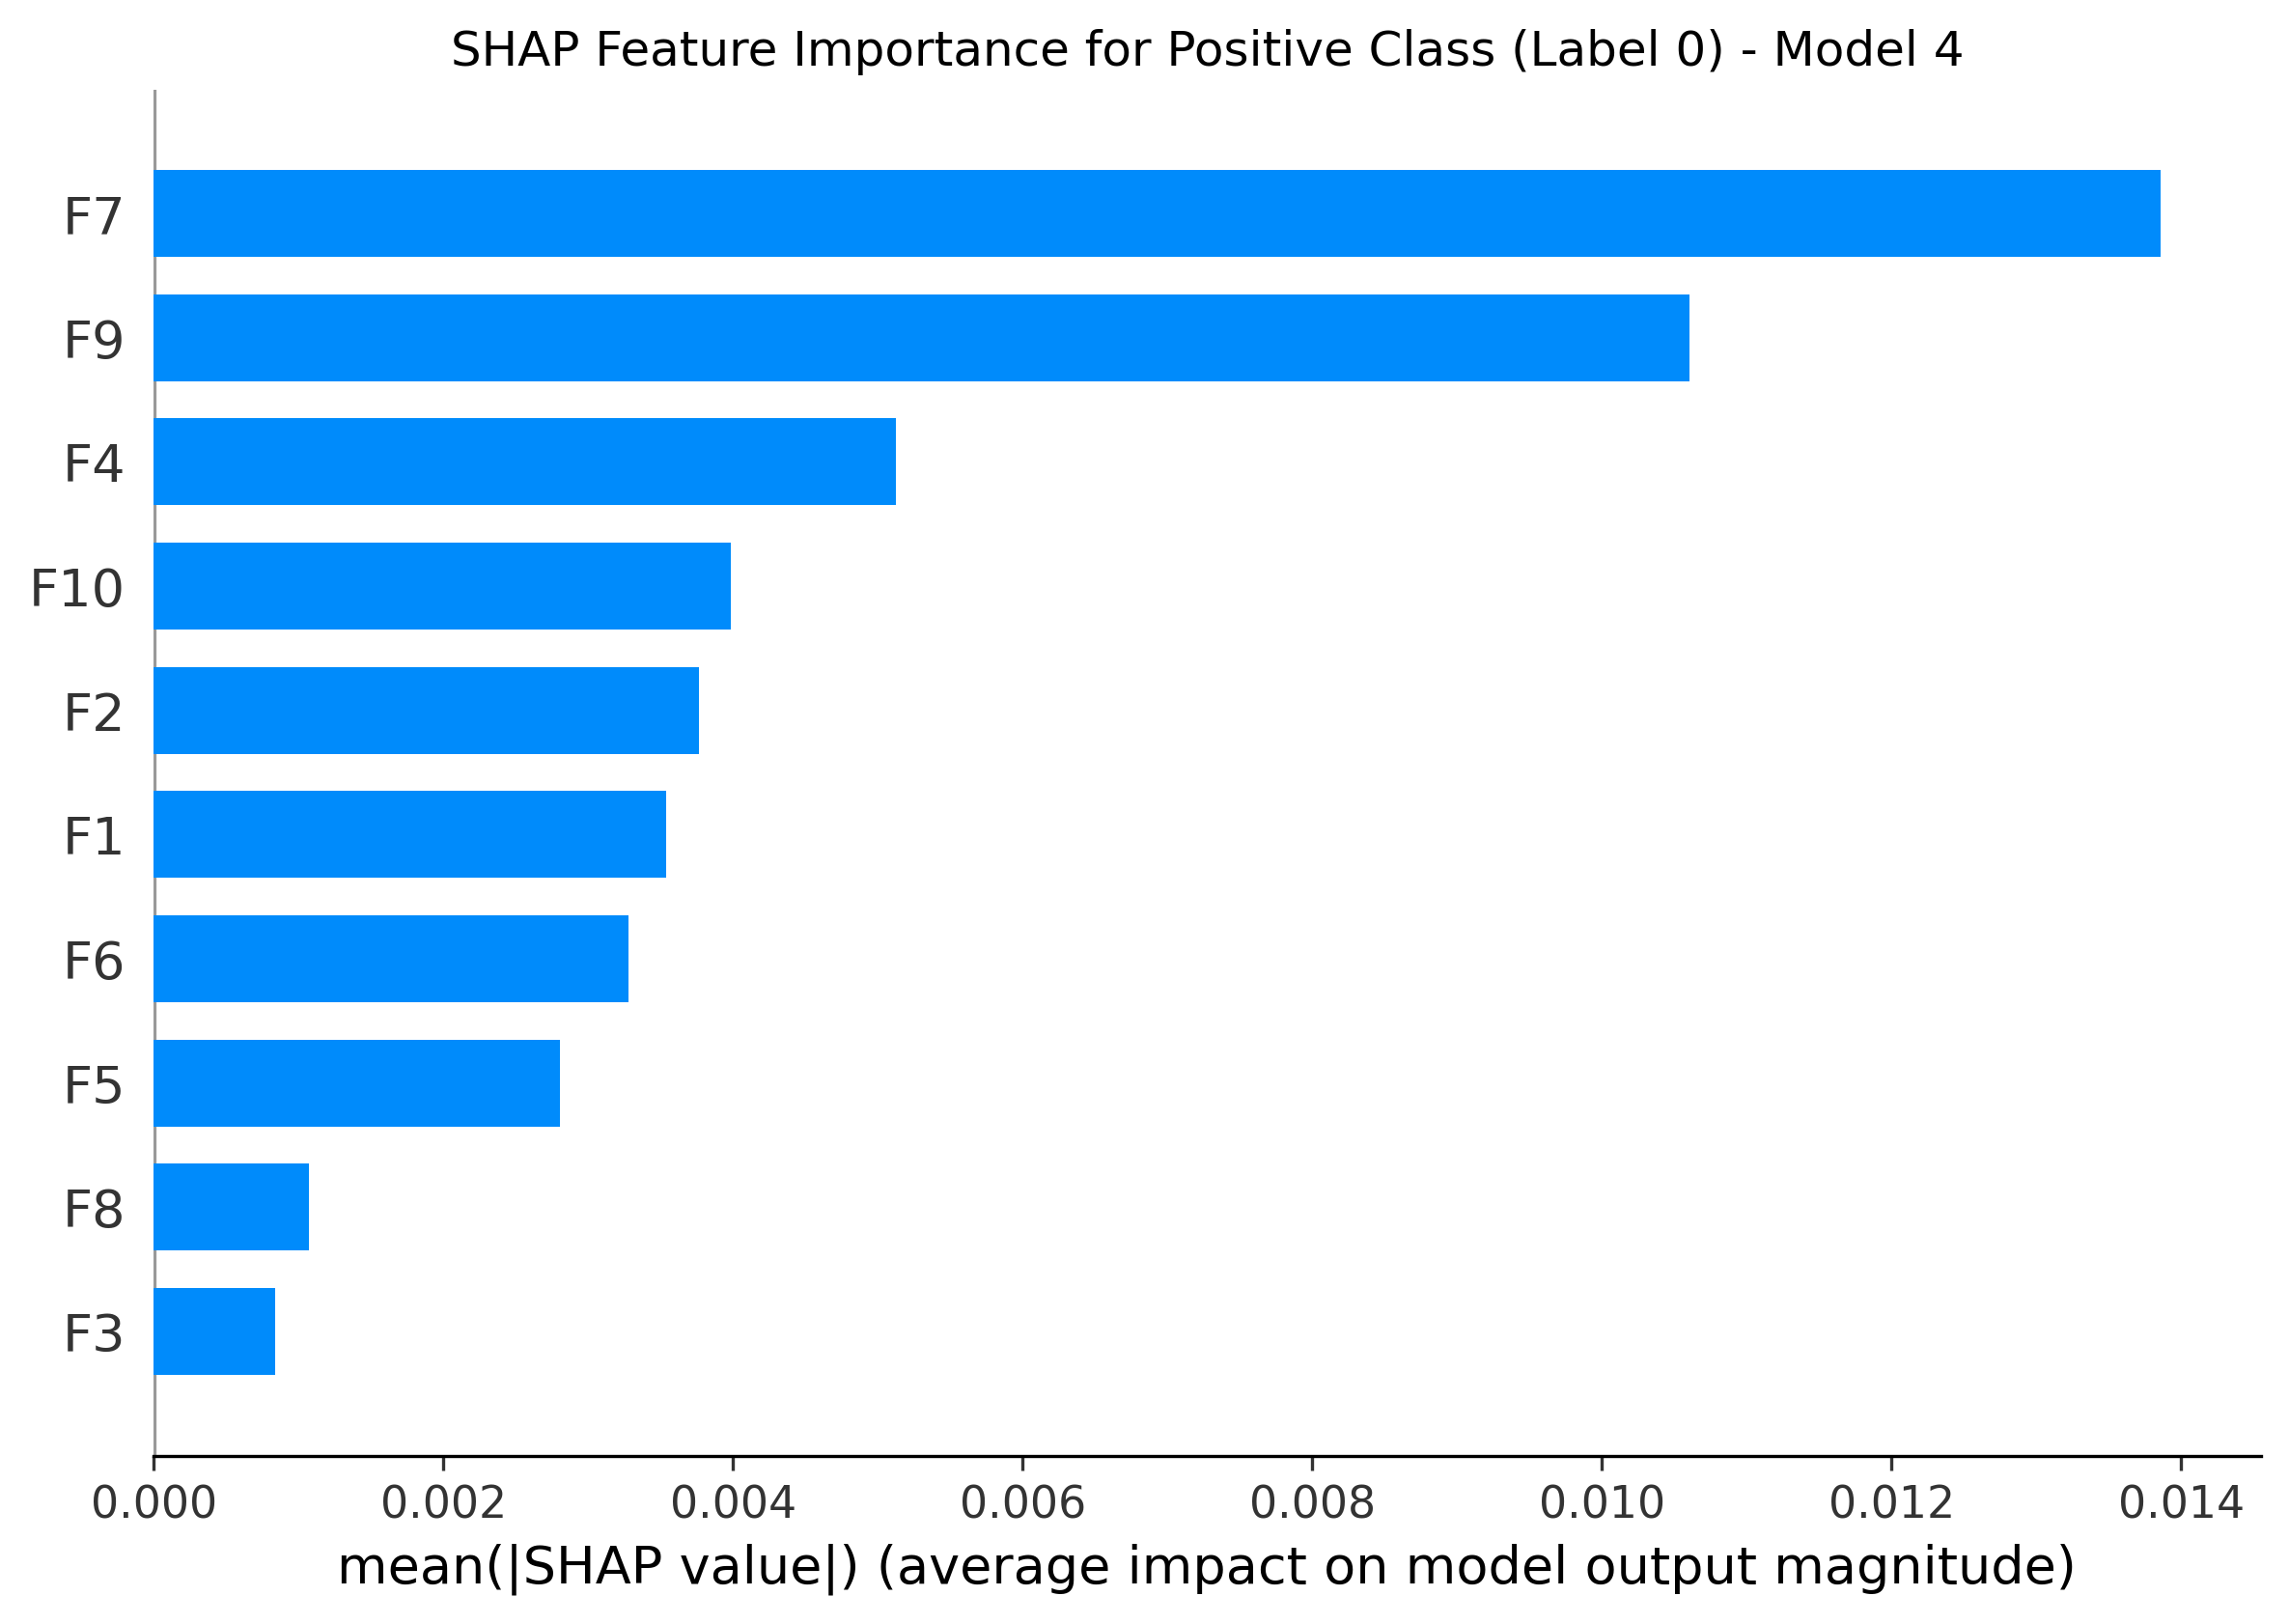 SHAP Feature Importance for Positive Class (Label 0) - Model 4
F7
F9
F4
F10
F2
F1
F6
F5
F8
F3
0.000 0.002 0.004 0.006 0.008 0.010 0.012 0.014
mean(|SHAP value|) (average impact on model output magnitude)